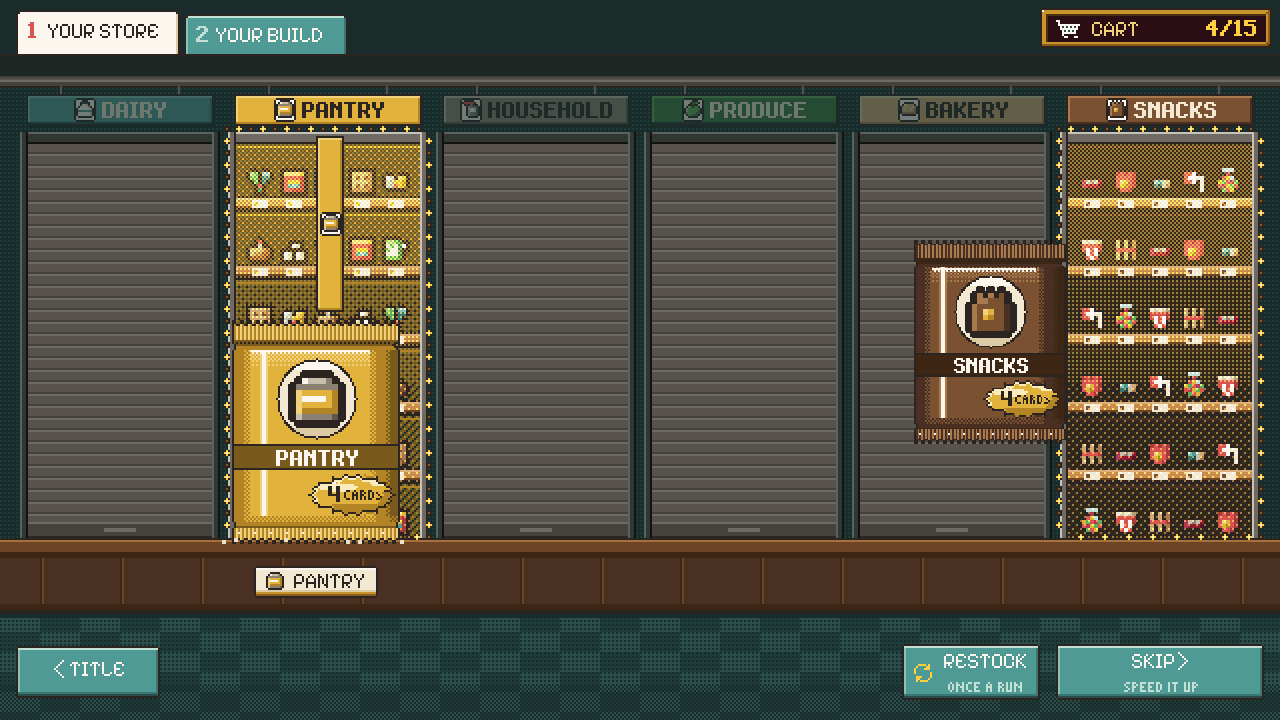 1 YOUR STORE
2 YOUR BUILD
CART 4/15
DAIRY
PANTRY
HOUSEHOLD
PRODUCE
BAKERY
SNACKS
SNACKS
4 CARDS
PANTRY
4 CARDS
PANTRY
< TITLE
RESTOCK
ONCE A RUN
SKIP >
SPEED IT UP